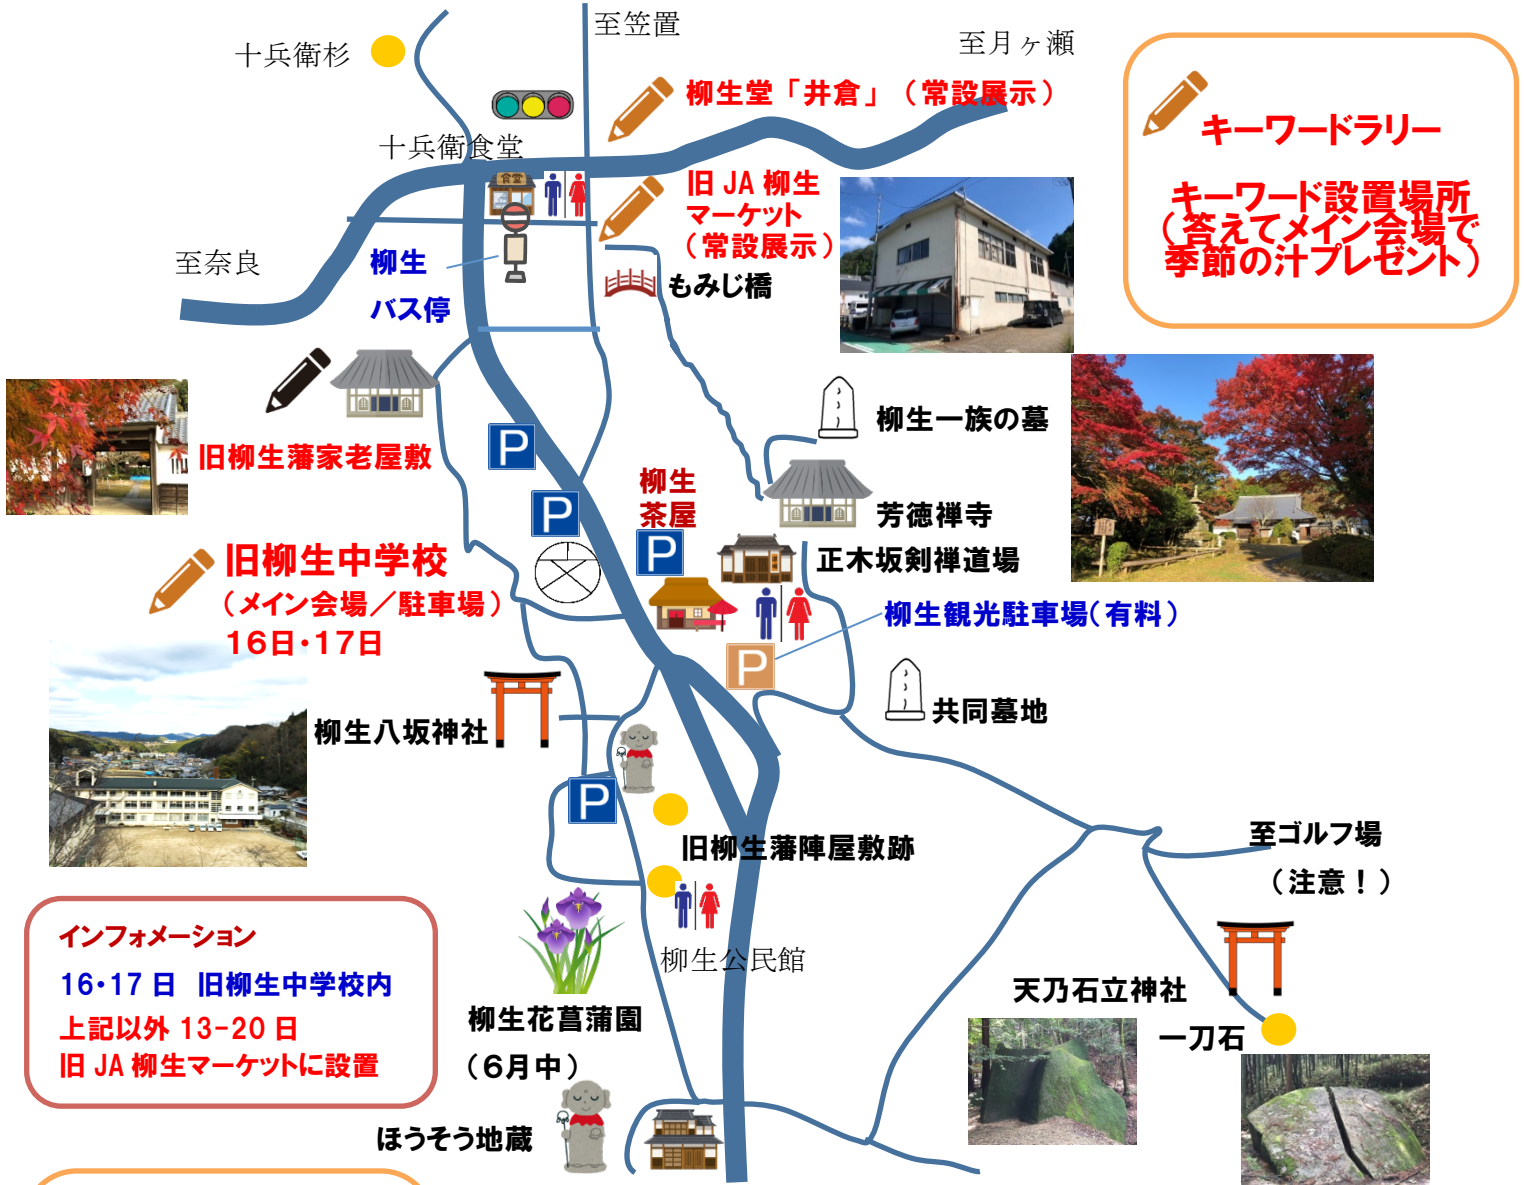 十兵衛杉
至笠置
至月ヶ瀬
柳生堂「井倉」（常設展示）
キーワードラリー
キーワード設置場所
（答えてメイン会場で
季節の汁プレゼント）
十兵衛食堂
食堂
旧 JA 柳生
マーケット
（常設展示）
至奈良
柳生
バス停
もみじ橋
柳生一族の墓
旧柳生藩家老屋敷
P
P
柳生
茶屋
P
芳徳禅寺
正木坂剣禅道場
旧柳生中学校
（メイン会場／駐車場）
16日・17日
柳生観光駐車場（有料）
P
共同墓地
柳生八坂神社
P
旧柳生藩陣屋敷跡
至ゴルフ場
（注意！）
柳生公民館
インフォメーション
16・17 日　旧柳生中学校内
上記以外 13-20 日
旧 JA 柳生マーケットに設置
柳生花菖蒲園
（６月中）
天乃石立神社
一刀石
ほうそう地蔵